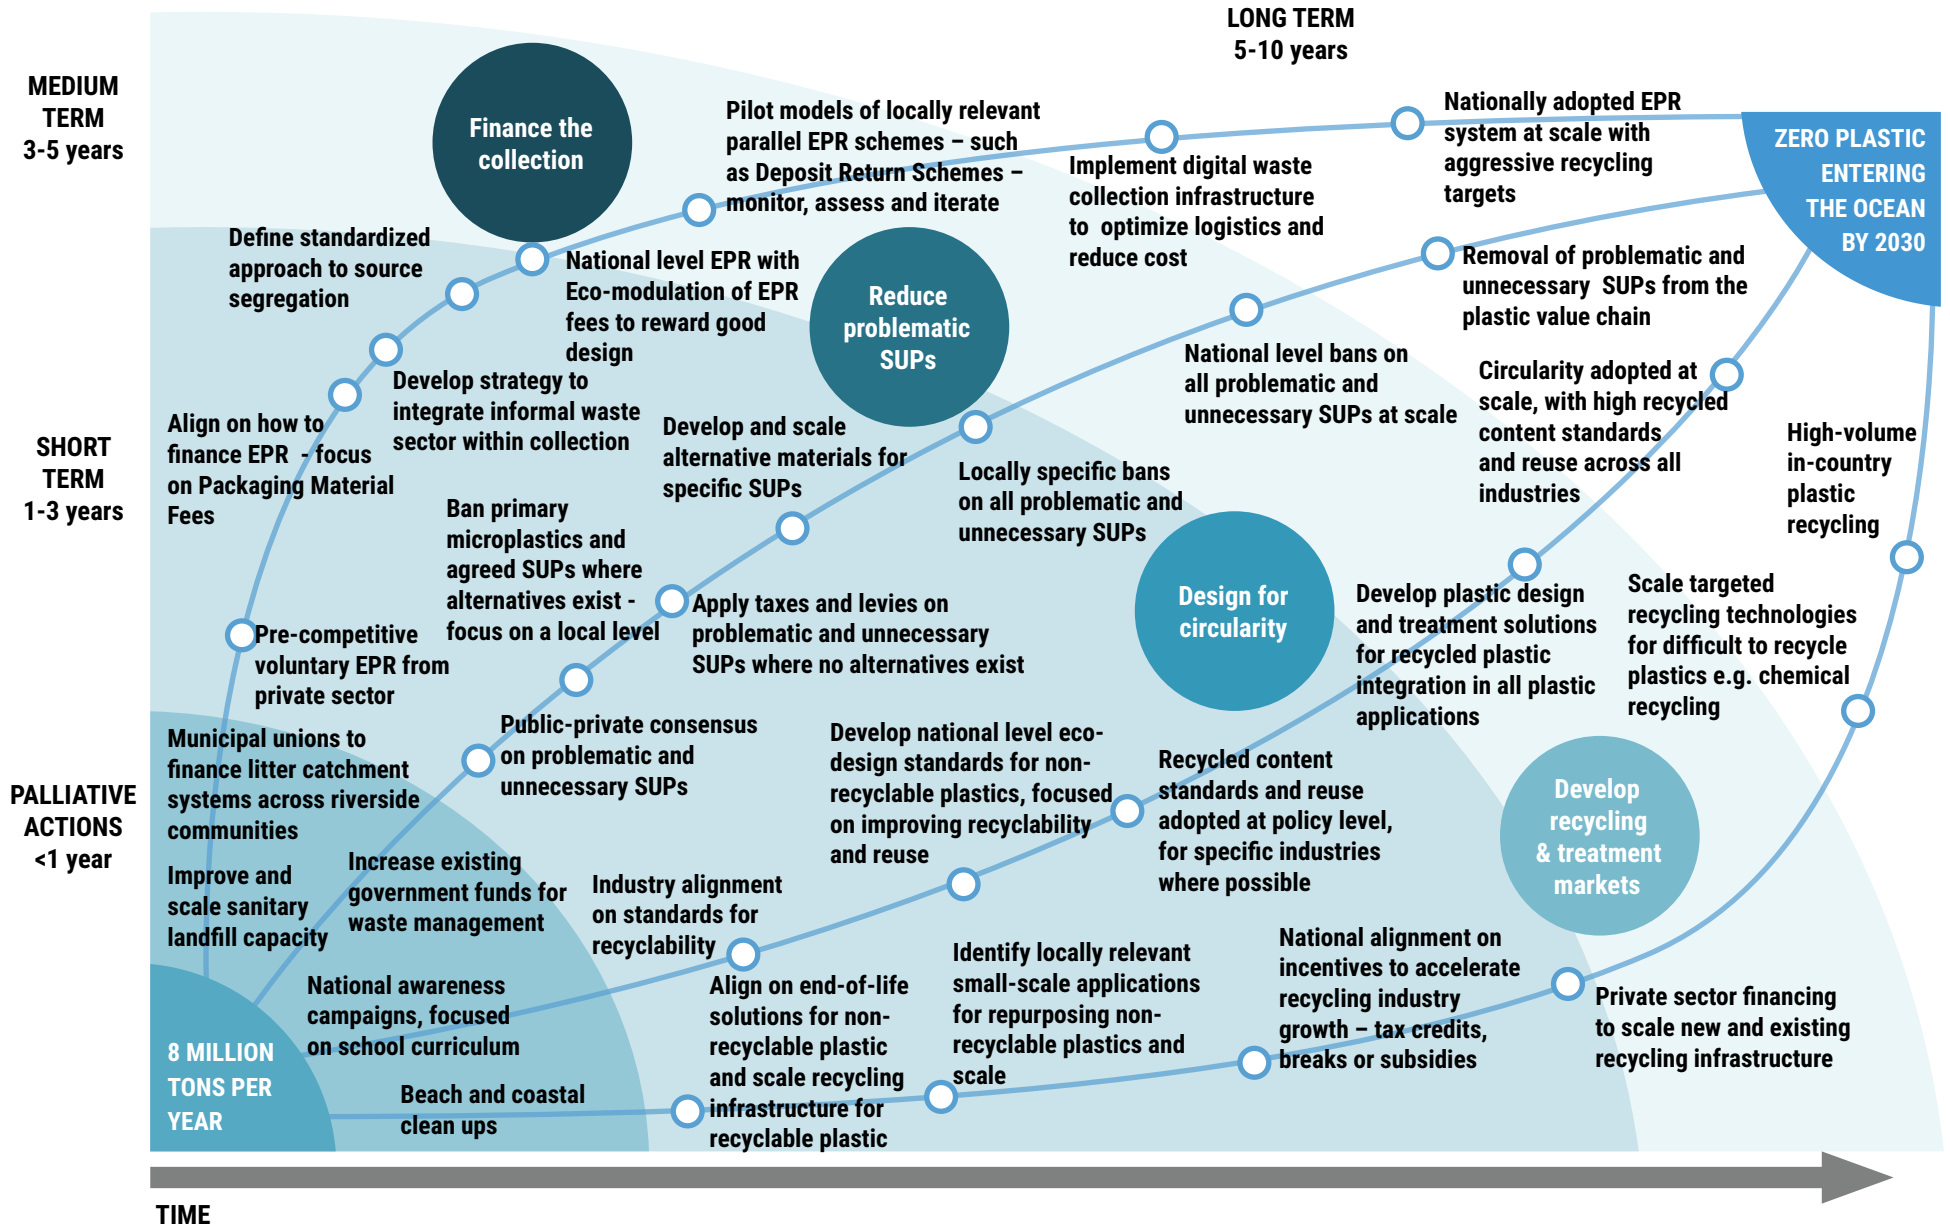 LONG TERM
5-10 years
MEDIUM
TERM
3-5 years
Finance the
collection
Pilot models of locally relevant
parallel EPR schemes – such
as Deposit Return Schemes –
monitor, assess and iterate
Implement digital waste
collection infrastructure
to optimize logistics and
reduce cost
Nationally adopted EPR
system at scale with
aggressive recycling
targets
ZERO PLASTIC
ENTERING
THE OCEAN
BY 2030
Define standardized
approach to source
segregation
National level EPR with
Eco-modulation of EPR
fees to reward good
design
Reduce
problematic
SUPs
Removal of problematic and
unnecessary SUPs from the
plastic value chain
National level bans on
all problematic and
unnecessary SUPs at scale
Circularity adopted at
scale, with high recycled
content standards
and reuse across all
industries
High-volume
in-country
plastic
recycling
Develop strategy to
integrate informal waste
sector within collection
SHORT
TERM
1-3 years
Align on how to
finance EPR - focus
on Packaging Material
Fees
Develop and scale
alternative materials for
specific SUPs
Locally specific bans
on all problematic and
unnecessary SUPs
Ban primary
microplastics and
agreed SUPs where
alternatives exist -
focus on a local level
Apply taxes and levies on
problematic and unnecessary
SUPs where no alternatives exist
Design for
circularity
Develop plastic design
and treatment solutions
for recycled plastic
integration in all plastic
applications
Scale targeted
recycling technologies
for difficult to recycle
plastics e.g. chemical
recycling
Pre-competitive
voluntary EPR from
private sector
Public-private consensus
on problematic and
unnecessary SUPs
Develop national level eco-
design standards for non-
recyclable plastics, focused
on improving recyclability
and reuse
Recycled content
standards and reuse
adopted at policy level,
for specific industries
where possible
Develop
recycling
& treatment
markets
PALLIATIVE
ACTIONS
<1 year
Municipal unions to
finance litter catchment
systems across riverside
communities
Improve and
scale sanitary
landfill capacity
Increase existing
government funds for
waste management
Industry alignment
on standards for
recyclability
National awareness
campaigns, focused
on school curriculum
Align on end-of-life
solutions for non-
recyclable plastic
and scale recycling
infrastructure for
recyclable plastic
Identify locally relevant
small-scale applications
for repurposing non-
recyclable plastics and
scale
National alignment on
incentives to accelerate
recycling industry
growth – tax credits,
breaks or subsidies
Private sector financing
to scale new and existing
recycling infrastructure
8 MILLION
TONS PER
YEAR
Beach and coastal
clean ups
TIME